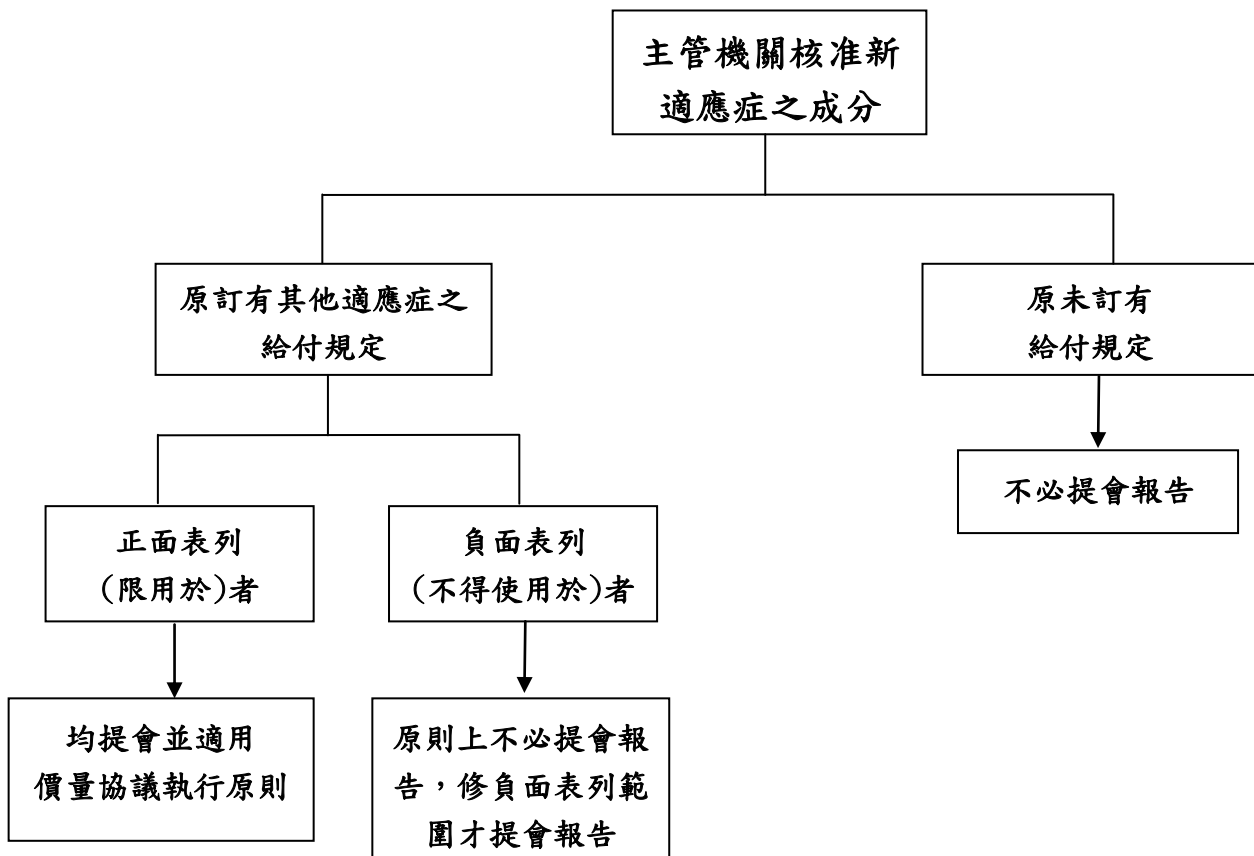 主管機關核准新
適應症之成分
原訂有其他適應症之
給付規定
原未訂有
給付規定
不必提會報告
正面表列
(限用於)者
負面表列
(不得使用於)者
均提會並適用
價量協議執行原則
原則上不必提會報
告，修負面表列範
圍才提會報告